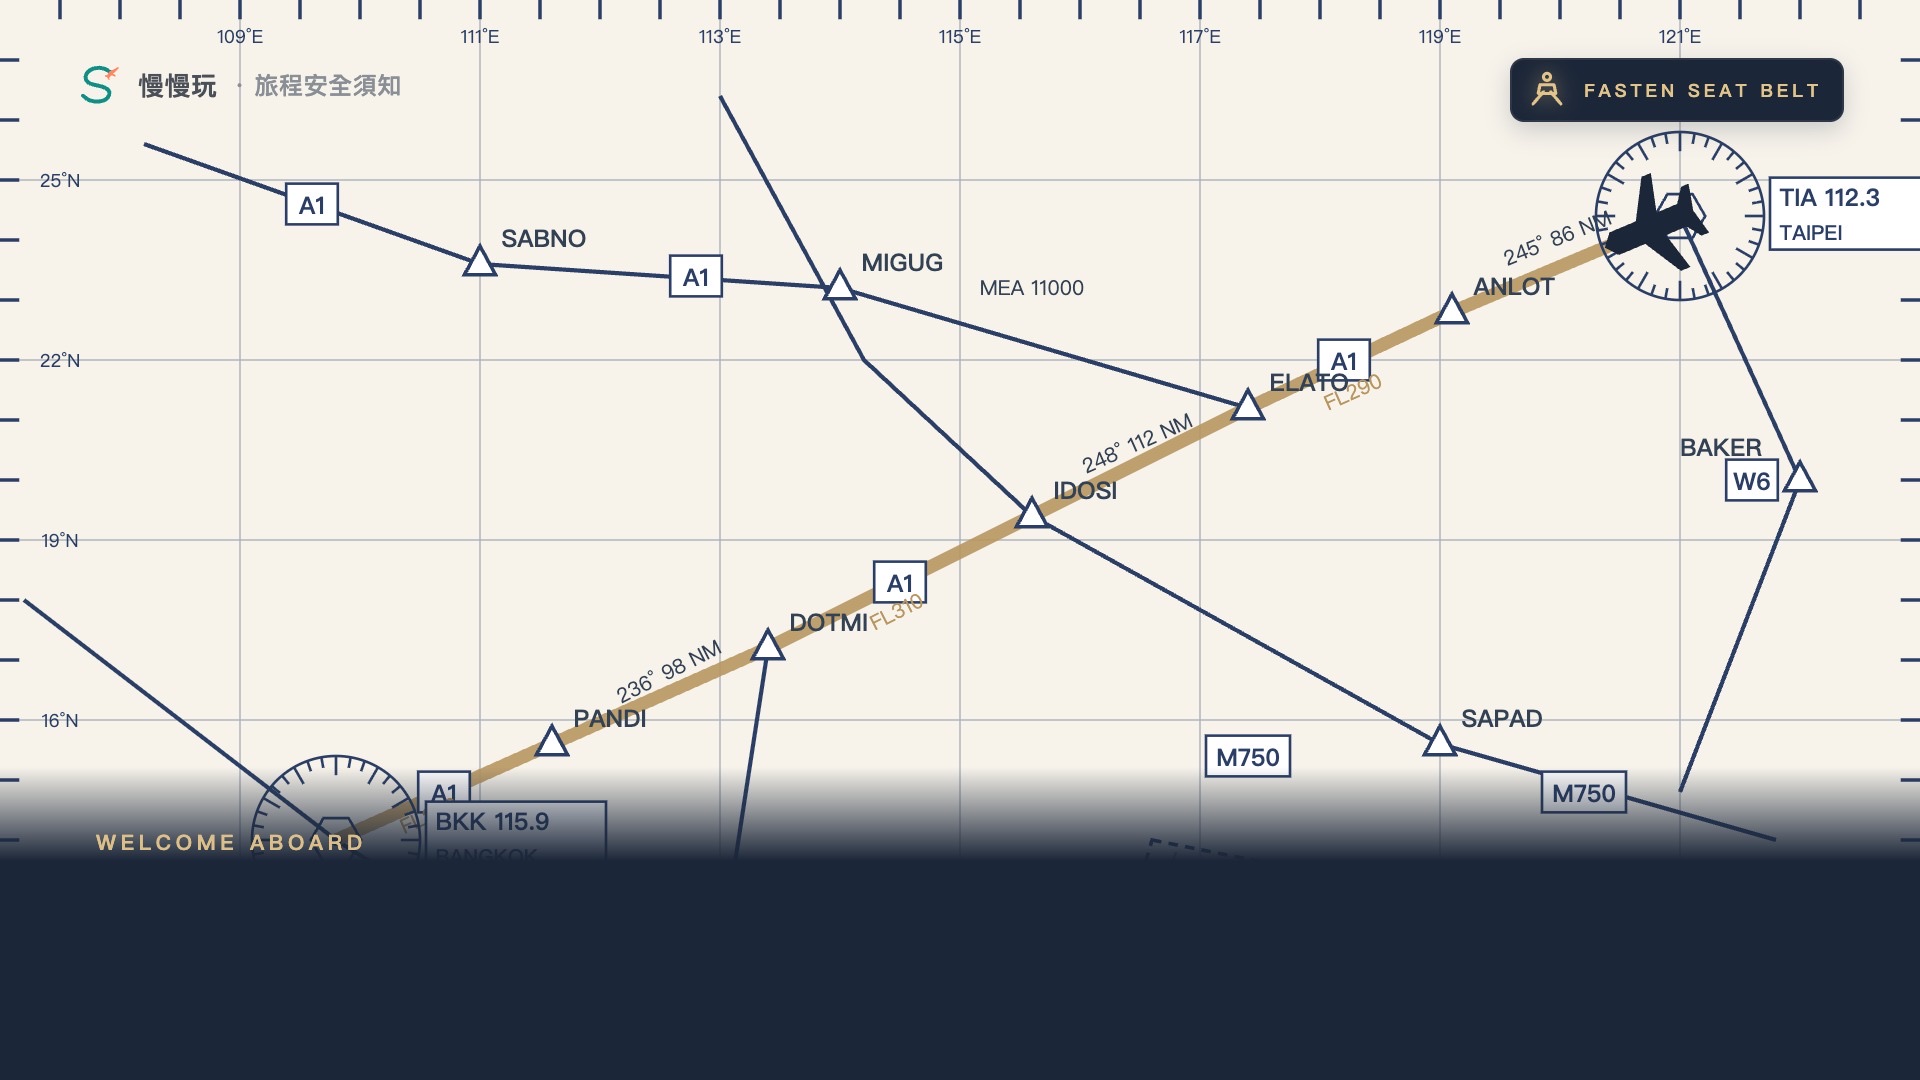 109°E
111°E
113°E
115°E
117°E
119°E
121°E
慢慢玩 · 旅程安全須知
FASTEN SEAT BELT
25°N
A1
SABNO
A1
MIGUG
MEA 11000
245° 86 NM
TIA 112.3
TAIPEI
ANLOT
22°N
A1
ELATO
FL290
248° 112 NM
BAKER
W6
IDOSI
19°N
A1
FL310
DOTMI
236° 98 NM
16°N
PANDI
SAPAD
M750
M750
A1
BKK 115.9
BANGKOK
WELCOME ABOARD